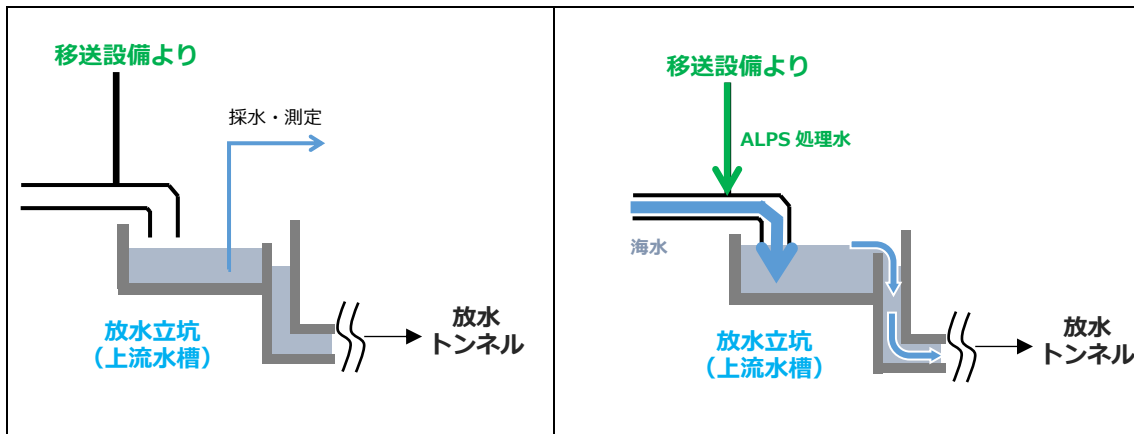 移送設備より
採水・測定
放水立坑
（上流水槽）
放水
トンネル
移送設備より
ALPS 処理水
海水
放水立坑
（上流水槽）
放水
トンネル